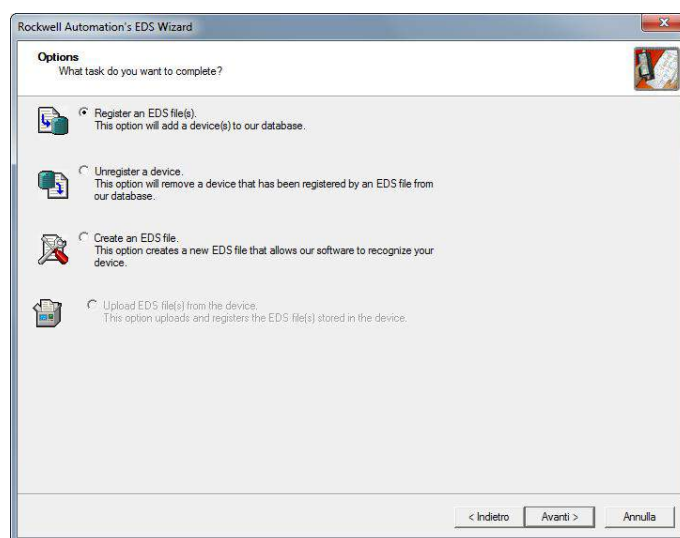 Rockwell Automation's EDS Wizard
Options
What task do you want to complete?
Register an EDS file(s).
This option will add a device(s) to our database.
Unregister a device.
This option will remove a device that has been registered by an EDS file from
our database.
Create an EDS file.
This option creates a new EDS file that allows our software to recognize your
device.
Upload EDS file(s) from the device.
This option uploads and registers the EDS file(s) stored in the device.
< Indietro
Avanti >
Annulla